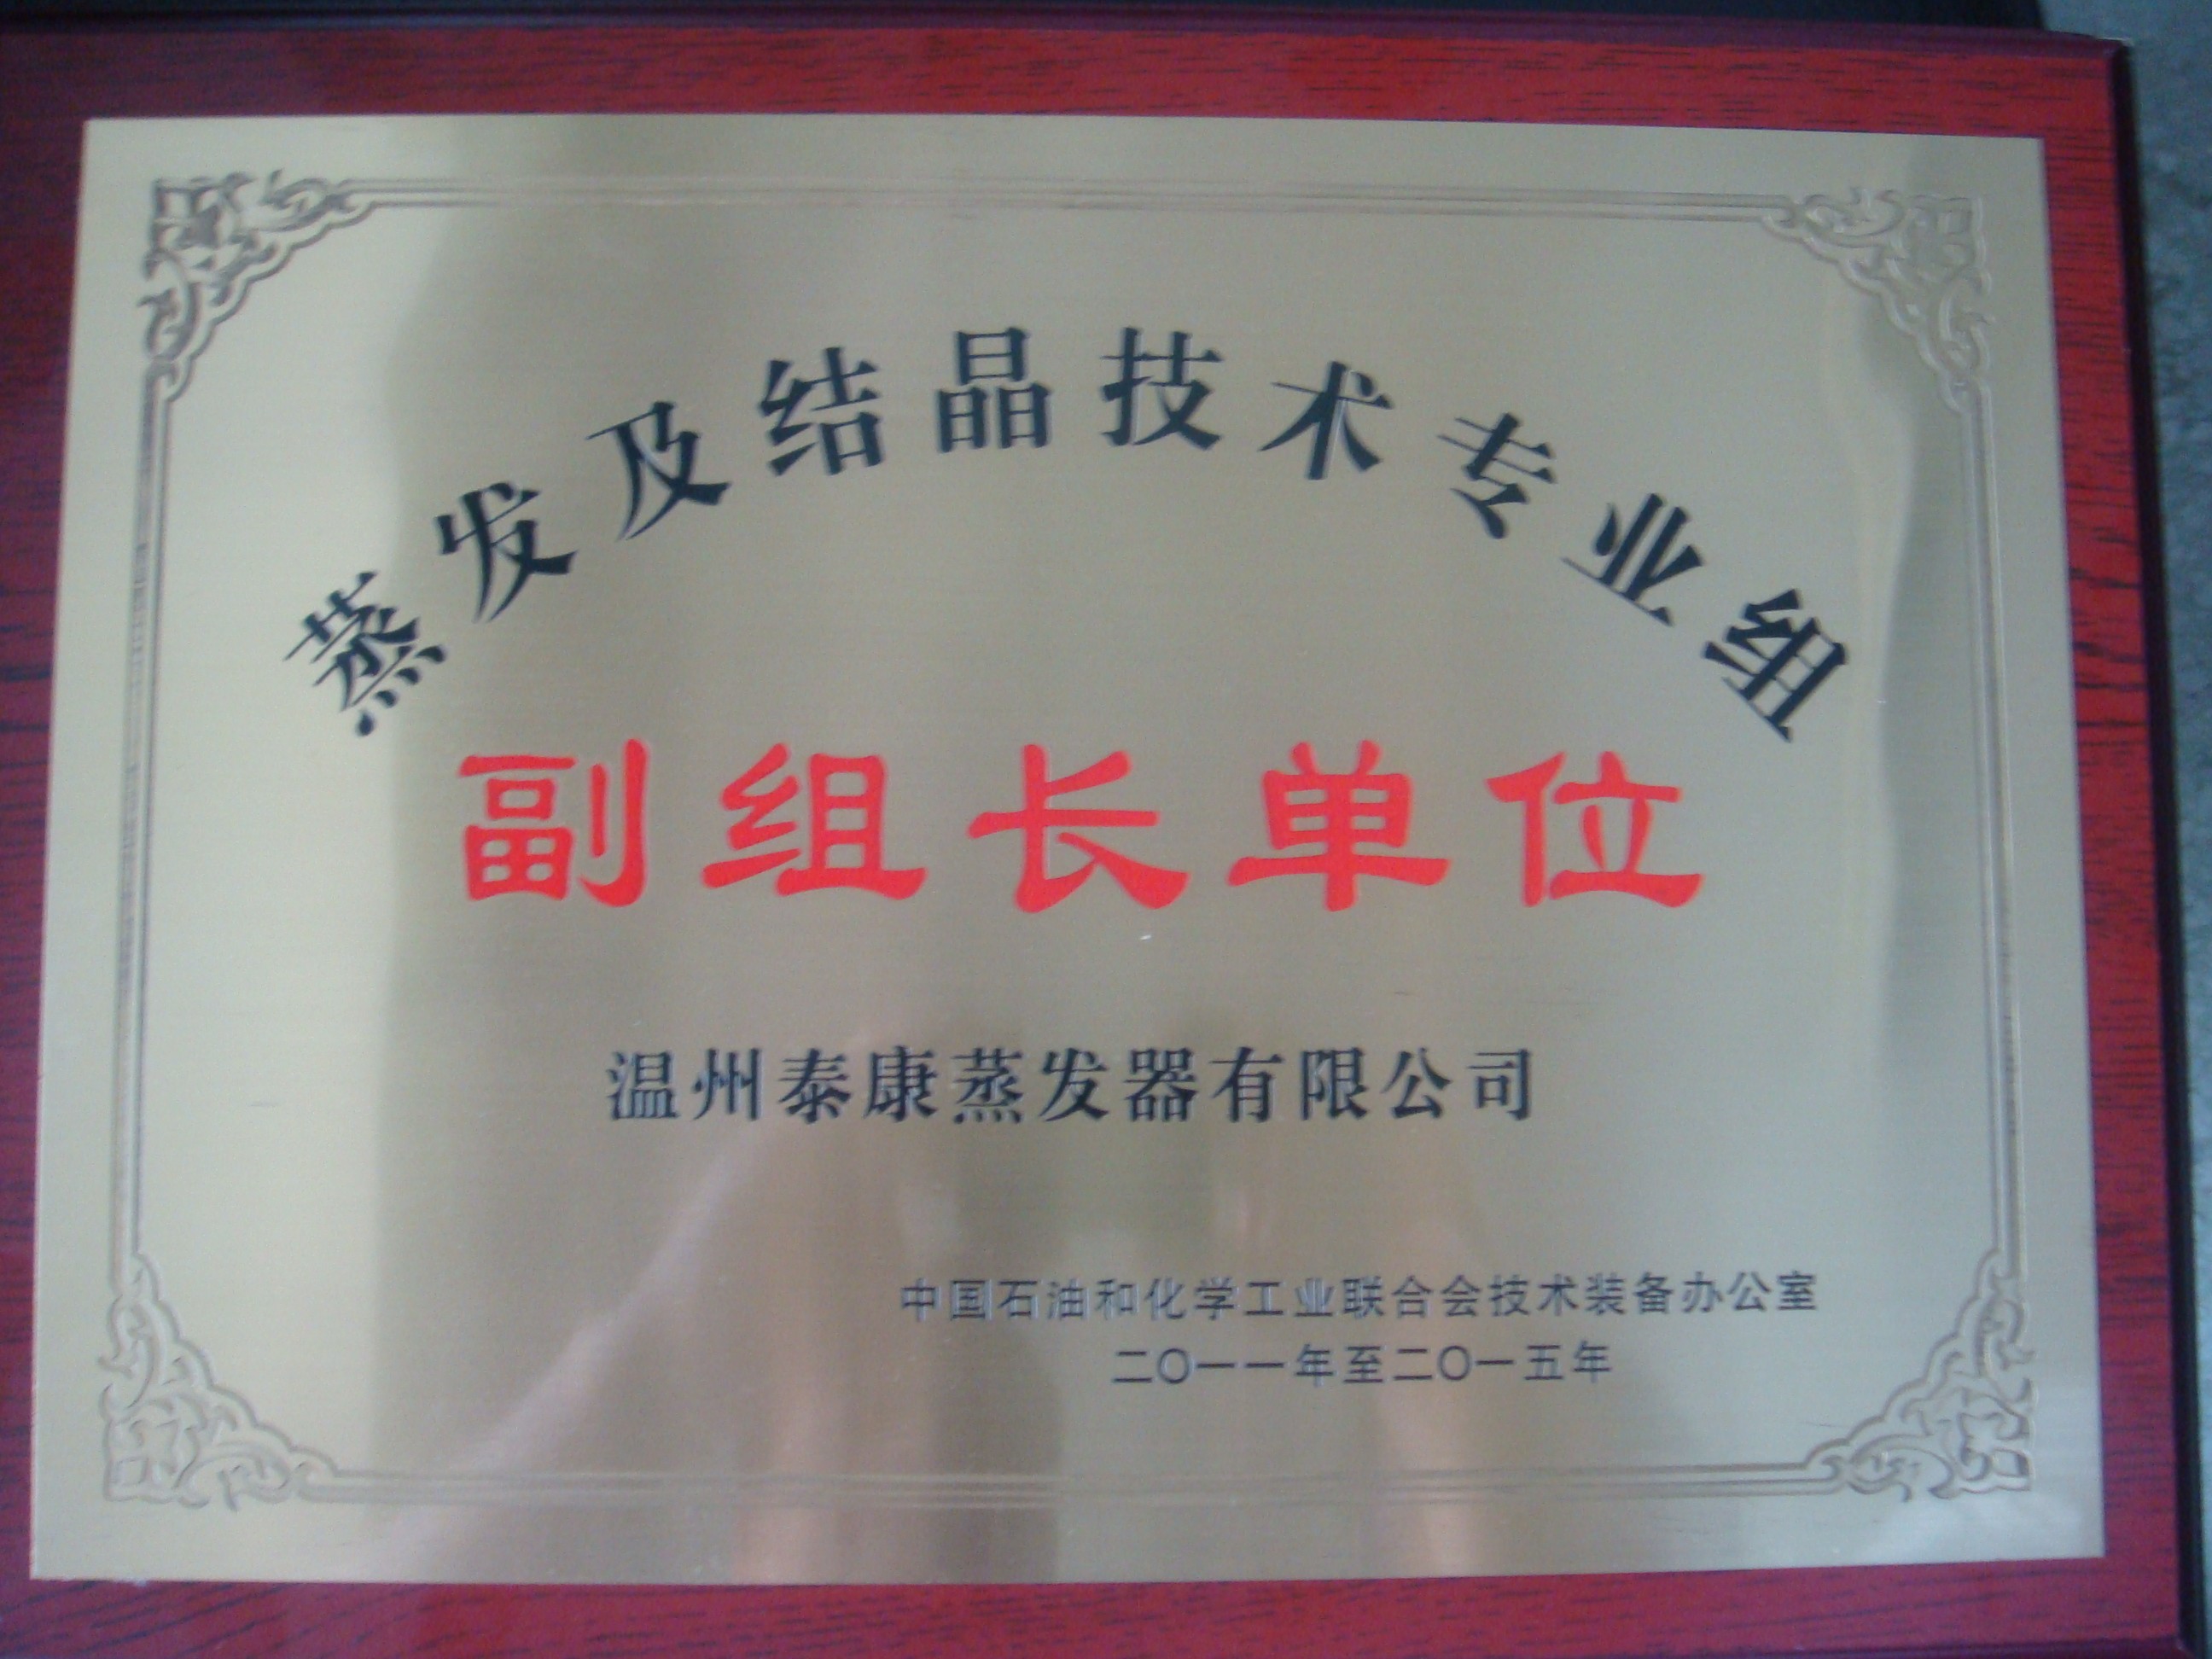 蒸发及结晶技术专业组
副组长单位
温州泰康蒸发器有限公司
中国石油和化学工业联合会技术装备办公室
二〇一一年至二〇一五年